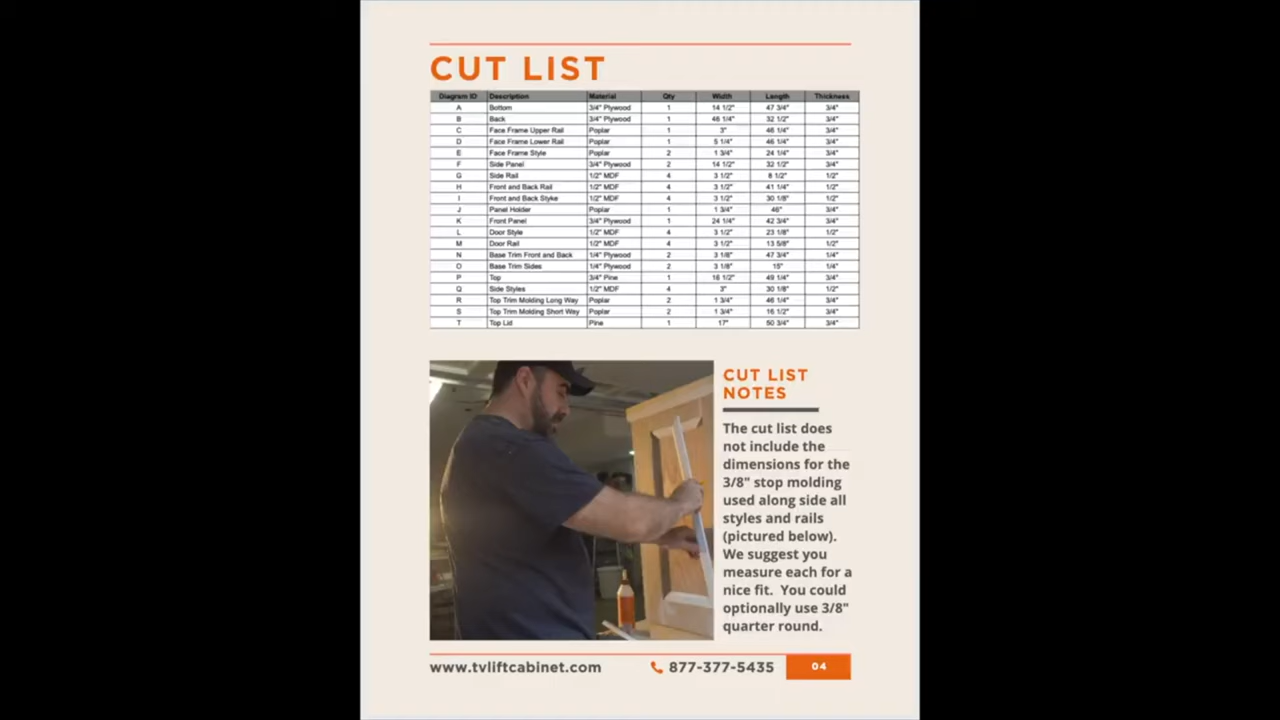 CUT LIST
Diagram ID Description Material Qty Width Length Thickness
A Bottom 3/4" Plywood 1 14 1/2" 47 3/4" 3/4"
B Back 3/4" Plywood 1 46 1/4" 32 1/2" 3/4"
C Face Frame Upper Rail Poplar 1 3" 46 1/4" 3/4"
D Face Frame Lower Rail Poplar 1 5 1/4" 46 1/4" 3/4"
E Face Frame Style Poplar 2 1 3/4" 24 1/4" 3/4"
F Side Panel 3/4" Plywood 2 14 1/2" 32 1/2" 3/4"
G Side Rail 1/2" MDF 4 3 1/2" 8 1/2" 1/2"
H Front and Back Rail 1/2" MDF 4 3 1/2" 41 1/4" 1/2"
I Front and Back Styke 1/2" MDF 4 3 1/2" 30 1/8" 1/2"
J Panel Holder Poplar 1 1 3/4" 46" 3/4"
K Front Panel 3/4" Plywood 1 24 1/4" 42 3/4" 3/4"
L Door Style 1/2" MDF 4 3 1/2" 23 1/8" 1/2"
M Door Rail 1/2" MDF 4 3 1/2" 13 5/8" 1/2"
N Base Trim Front and Back 1/4" Plywood 2 3 1/8" 47 3/4" 1/4"
O Base Trim Sides 1/4" Plywood 2 3 1/8" 15" 1/4"
P Top 3/4" Pine 1 16 1/2" 49 1/4" 3/4"
Q Side Styles 1/2" MDF 4 3" 30 1/8" 1/2"
R Top Trim Molding Long Way Poplar 2 1 3/4" 46 1/4" 3/4"
S Top Trim Molding Short Way Poplar 2 1 3/4" 16 1/2" 3/4"
T Top Lid Pine 1 17" 50 3/4" 3/4"
CUT LIST
NOTES
The cut list does
not include the
dimensions for the
3/8" stop molding
used along side all
styles and rails
(pictured below).
We suggest you
measure each for a
nice fit. You could
optionally use 3/8"
quarter round.
www.tvliftcabinet.com 877-377-5435 04